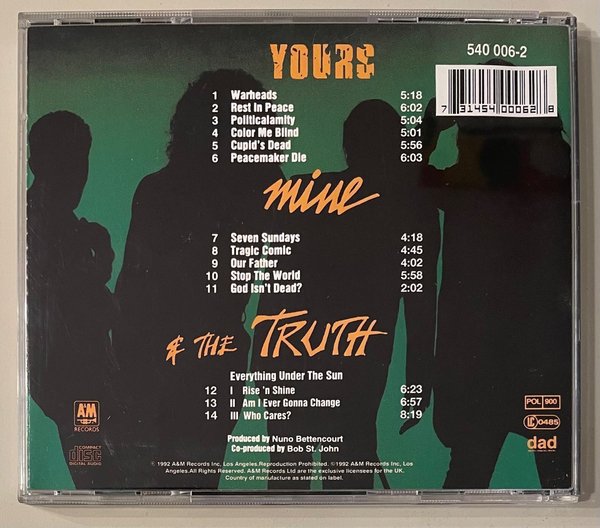 YOURS
540 006-2
1 Warheads 5:18
2 Rest In Peace 6:02
3 Politicalamity 5:04
4 Color Me Blind 5:01
5 Cupid's Dead 5:56
6 Peacemaker Die 6:03
7 31454 00062 8
mine
7 Seven Sundays 4:18
8 Tragic Comic 4:45
9 Our Father 4:02
10 Stop The World 5:58
11 God Isn't Dead? 2:02
& THE TRUTH
Everything Under The Sun
12 I Rise 'n Shine 6:23
13 II Am I Ever Gonna Change 6:57
14 III Who Cares? 8:19
A&M
RECORDS
POL 900
LC 0485
COMPACT
disc
DIGITAL AUDIO
Produced by Nuno Bettencourt
Co-produced by Bob St. John
dad
℗ 1992 A&M Records Inc, Los Angeles.Reproduction Prohibited. ©1992 A&M Records Inc, Los
Angeles.All Rights Reserved. A&M Records Ltd are the exclusive licensees for the UK.
Country of manufacture as stated on label.